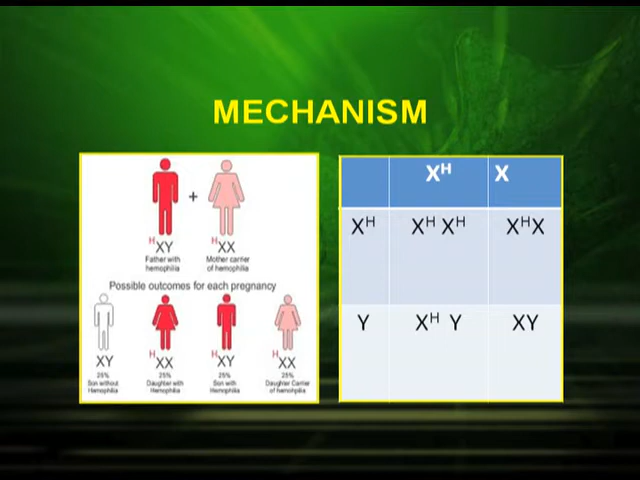 MECHANISM
+
ᴴXY ᴴXX
Father with hemophilia
Mother carrier of hemophilia
Possible outcomes for each pregnancy
XY ᴴXX ᴴXY ᴴXX
25% 25% 25% 25%
Son without Hemophilia
Daughter with Hemophilia
Son with Hemophilia
Daughter Carrier of hemohpilia
Xᴴ X
Xᴴ Xᴴ Xᴴ XᴴX
Y Xᴴ Y XY